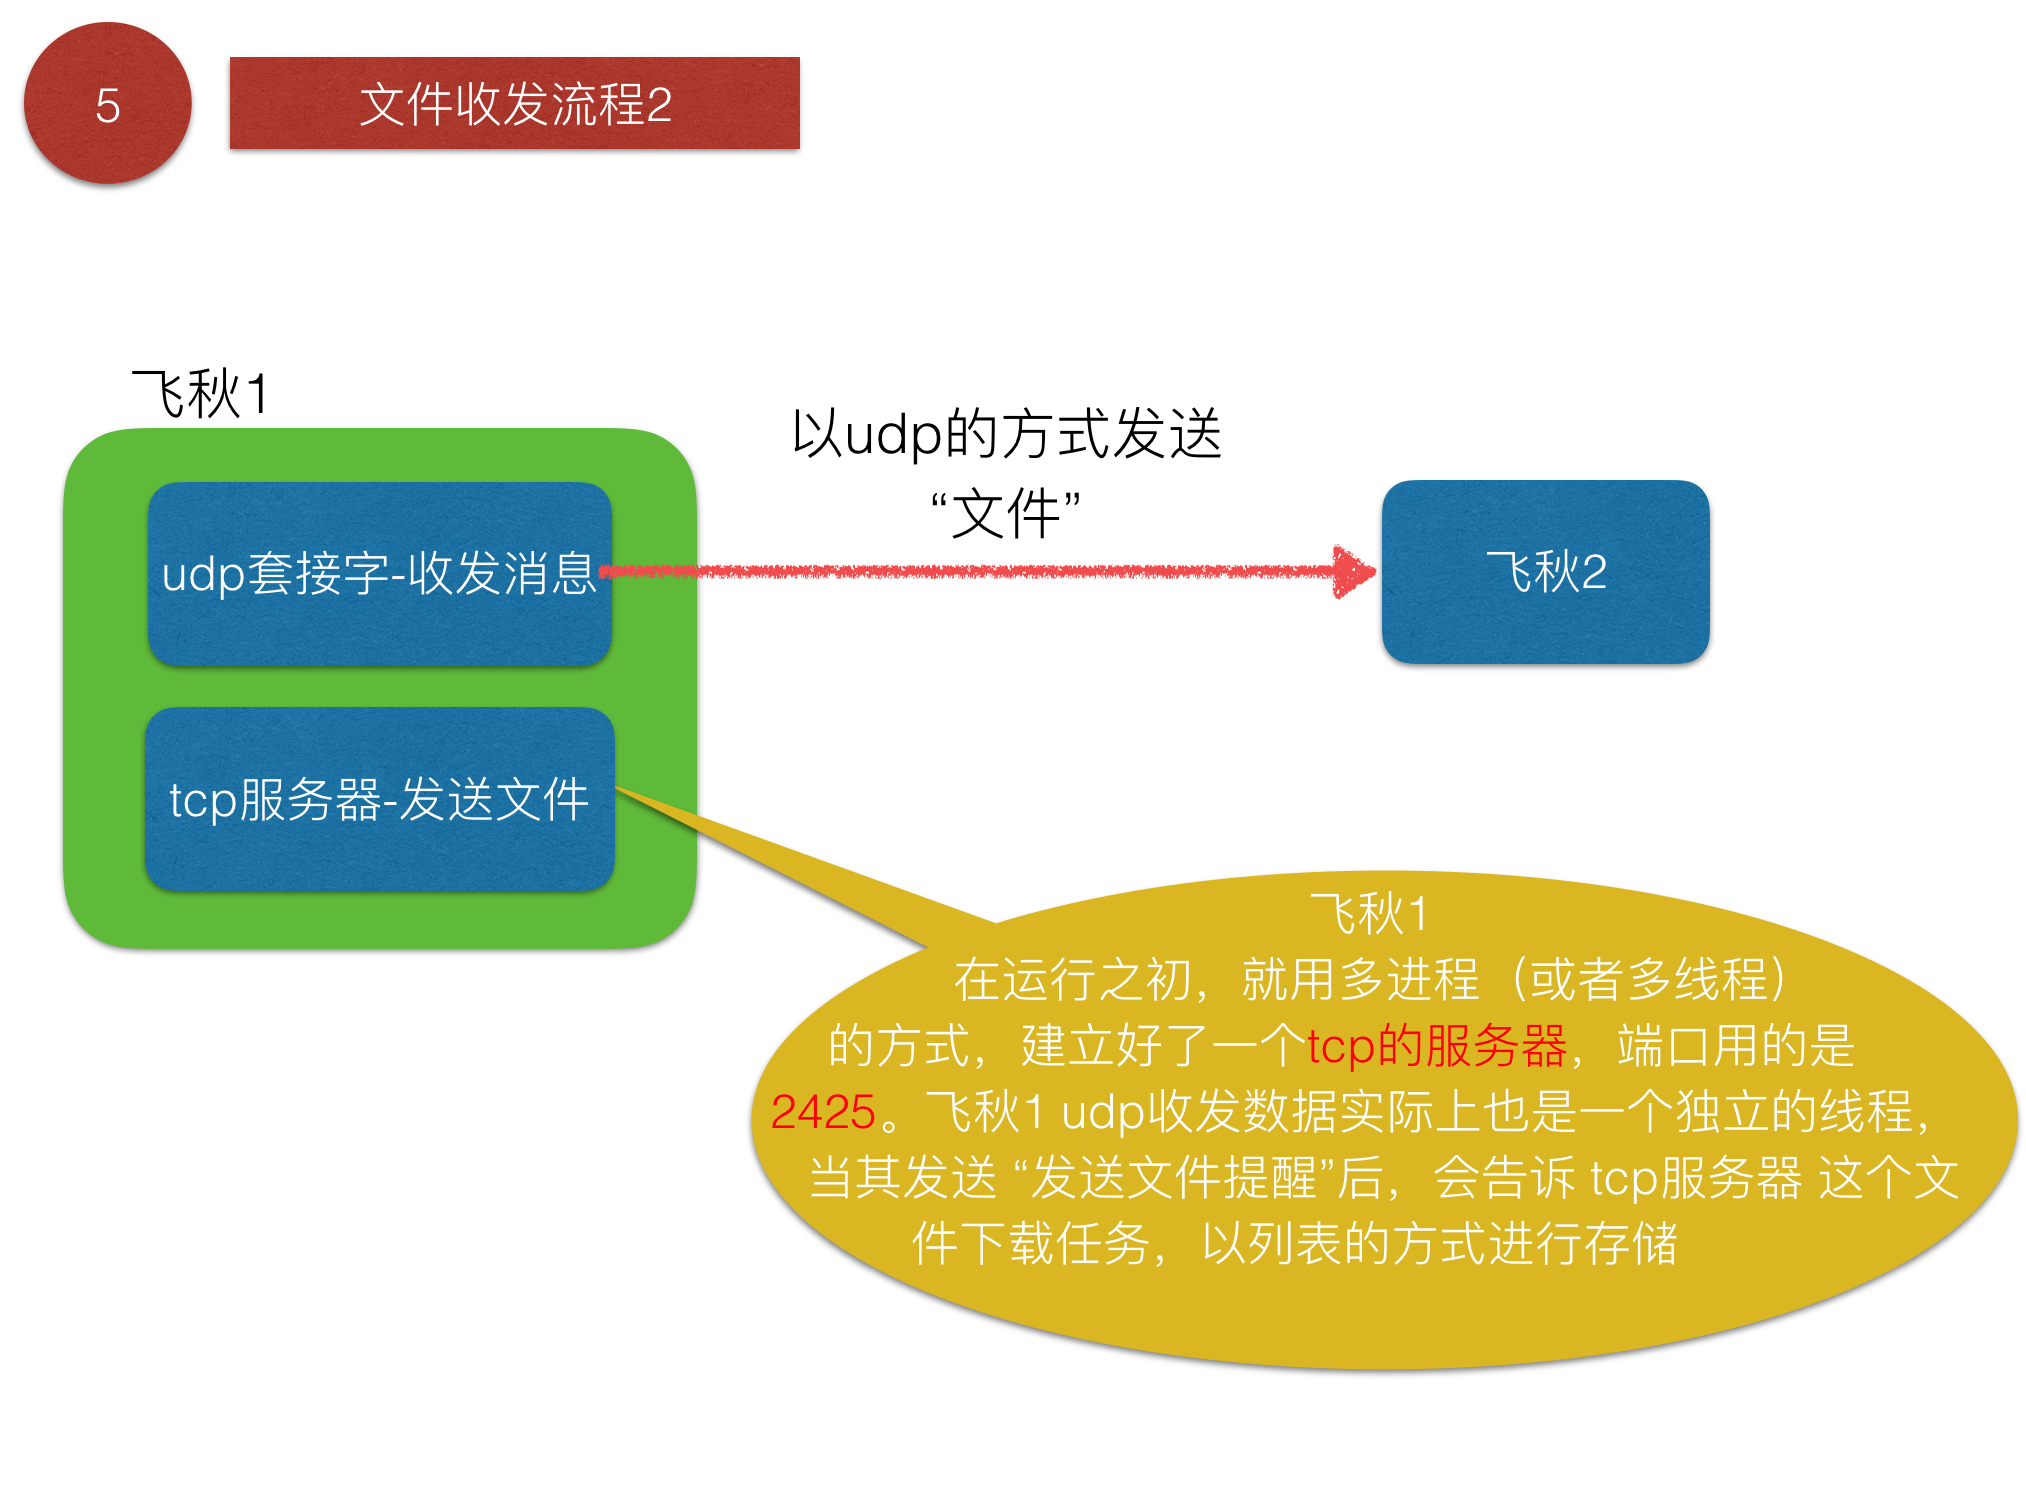 5
文件收发流程2
飞秋1
以udp的方式发送
“文件”
udp套接字-收发消息
飞秋2
tcp服务器-发送文件
飞秋1
在运行之初，就用多进程（或者多线程）
的方式，建立好了一个tcp的服务器，端口用的是
2425。飞秋1 udp收发数据实际上也是一个独立的线程，
当其发送 “发送文件提醒”后，会告诉 tcp服务器 这个文
件下载任务，以列表的方式进行存储